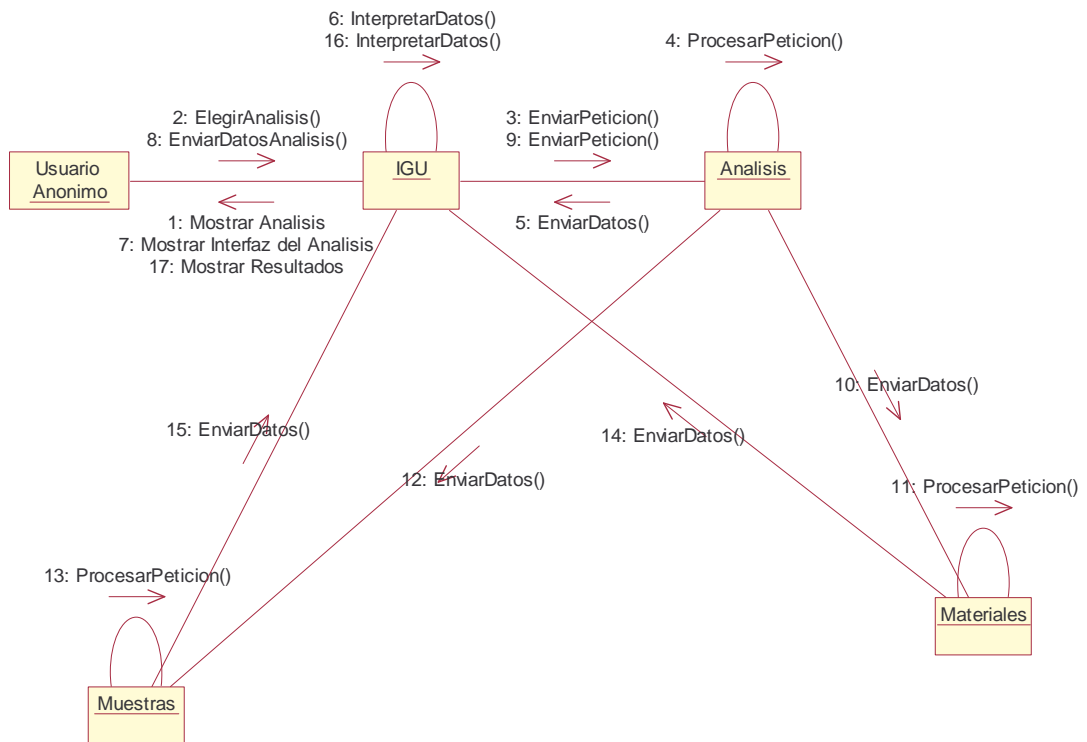 6: InterpretarDatos()
16: InterpretarDatos()
4: ProcesarPeticion()
2: ElegirAnalisis()
8: EnviarDatosAnalisis()
3: EnviarPeticion()
9: EnviarPeticion()
Usuario
Anonimo
IGU
Analisis
1: Mostrar Analisis
7: Mostrar Interfaz del Analisis
17: Mostrar Resultados
5: EnviarDatos()
10: EnviarDatos()
15: EnviarDatos()
14: EnviarDatos()
12: EnviarDatos()
11: ProcesarPeticion()
13: ProcesarPeticion()
Materiales
Muestras